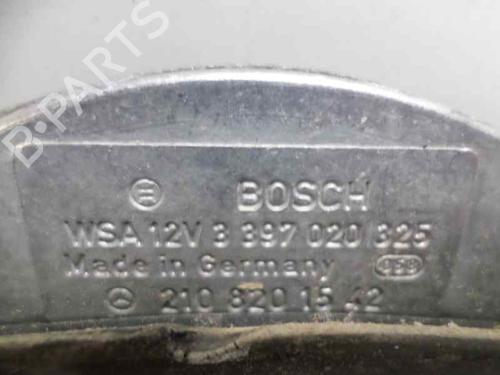 B-PARTS
BOSCH
WSA 12V 3 397 020 325
Made in Germany
210 820 15 42